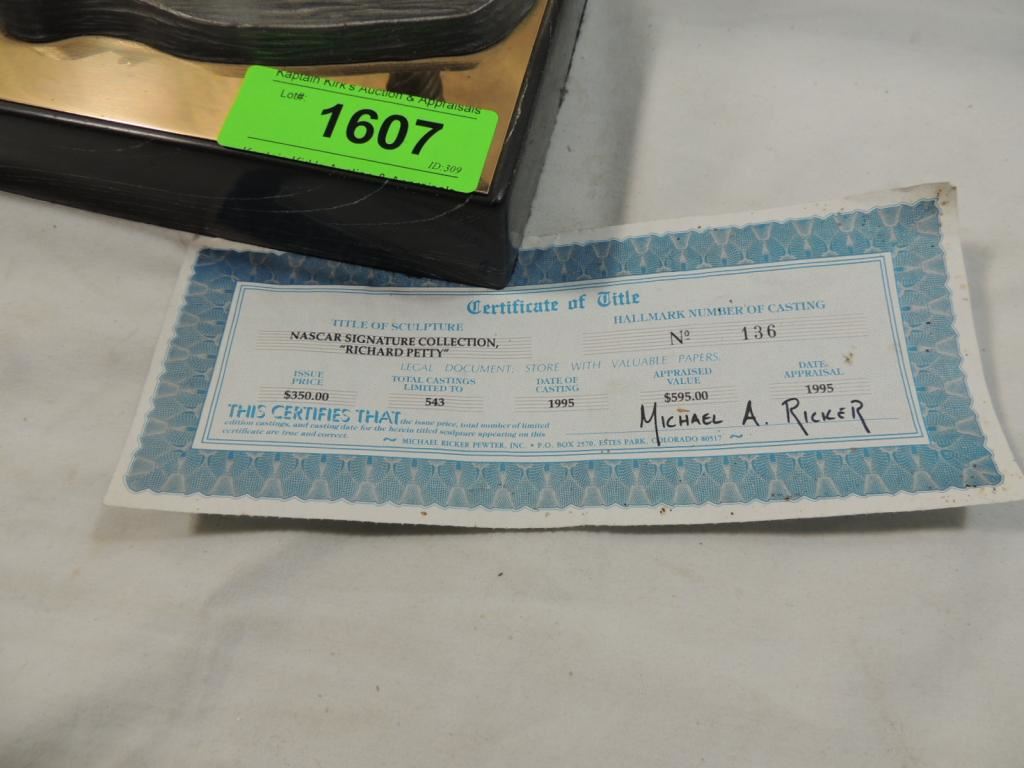 Kaptain Kirk's Auction & Appraisals
Lot#:
1607
ID:309
Certificate of Title
TITLE OF SCULPTURE
NASCAR SIGNATURE COLLECTION,
"RICHARD PETTY"
HALLMARK NUMBER OF CASTING
Nº 136
LEGAL DOCUMENT; STORE WITH VALUABLE PAPERS.
ISSUE
PRICE
$350.00
TOTAL CASTINGS
LIMITED TO
543
DATE OF
CASTING
1995
APPRAISED
VALUE
$595.00
DATE
APPRAISAL
1995
THIS CERTIFIES THAT the issue price, total number of limited
edition castings, and casting date for the herein titled sculpture appearing on this
certificate are true and correct.
MICHAEL A. RICKER
~ MICHAEL RICKER PEWTER, INC. • P.O. BOX 2570, ESTES PARK, COLORADO 80517 ~